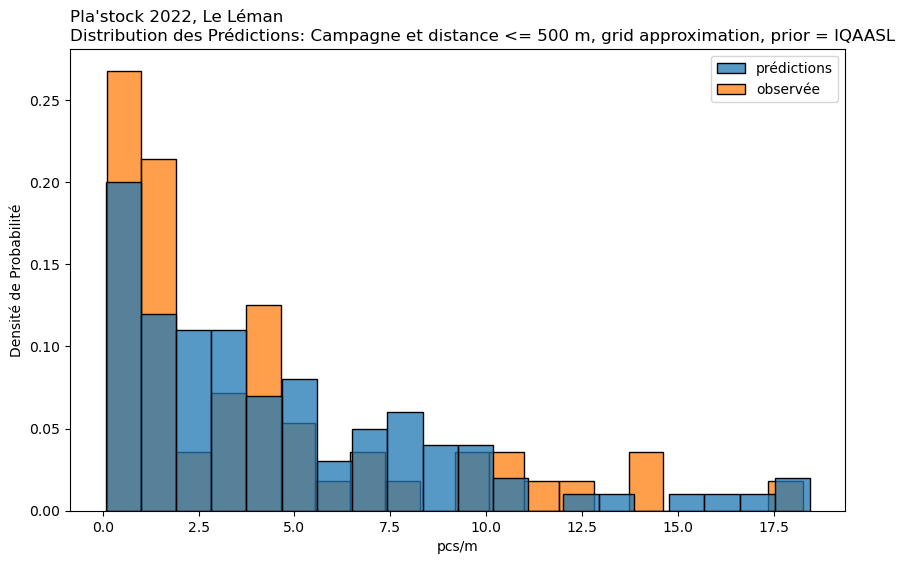 Pla'stock 2022, Le Léman
Distribution des Prédictions: Campagne et distance <= 500 m, grid approximation, prior = IQAASL
prédictions
observée
0.25
0.20
0.15
0.10
0.05
0.00
Densité de Probabilité
0.0 2.5 5.0 7.5 10.0 12.5 15.0 17.5
pcs/m